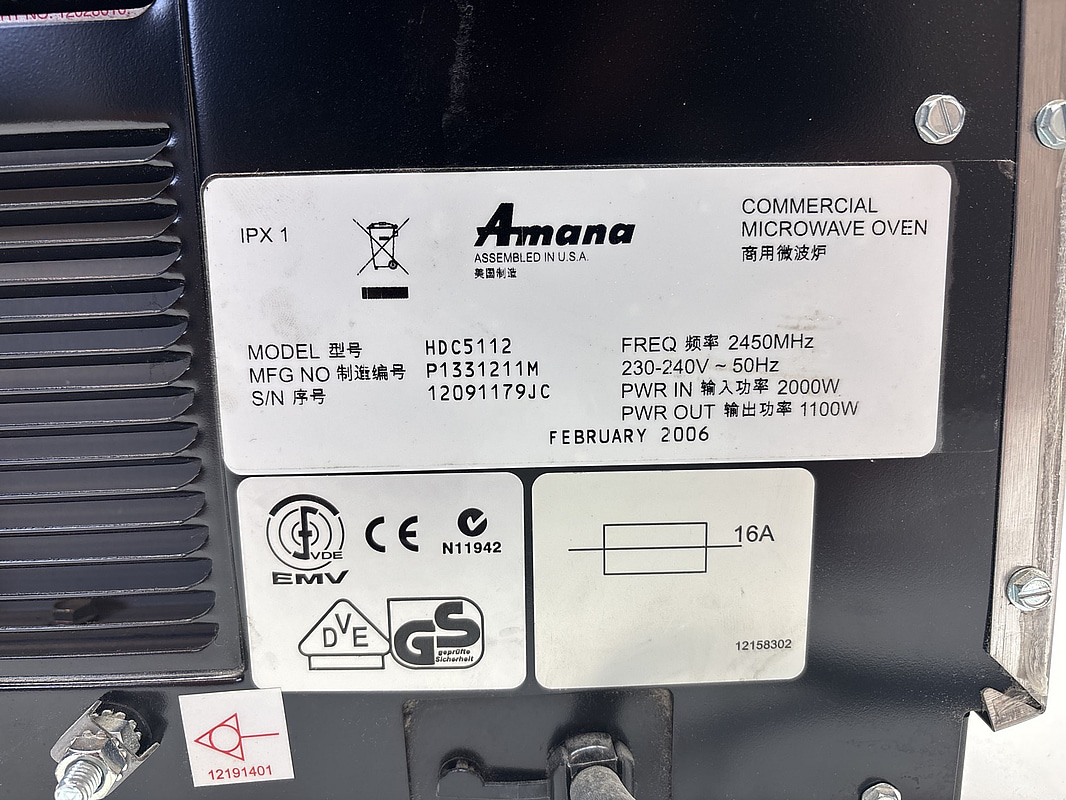 NO. 12028010,
IPX 1
Amana
ASSEMBLED IN U.S.A.
美国制造
COMMERCIAL
MICROWAVE OVEN
商用微波炉
MODEL 型号 HDC5112
MFG NO 制造编号 P1331211M
S/N 序号 12091179JC
FREQ 频率 2450MHz
230-240V ~ 50Hz
PWR IN 输入功率 2000W
PWR OUT 输出功率 1100W
FEBRUARY 2006
VDE
EMV
CE
N11942
DVE
GS
geprüfte
Sicherheit
16A
12158302
12191401